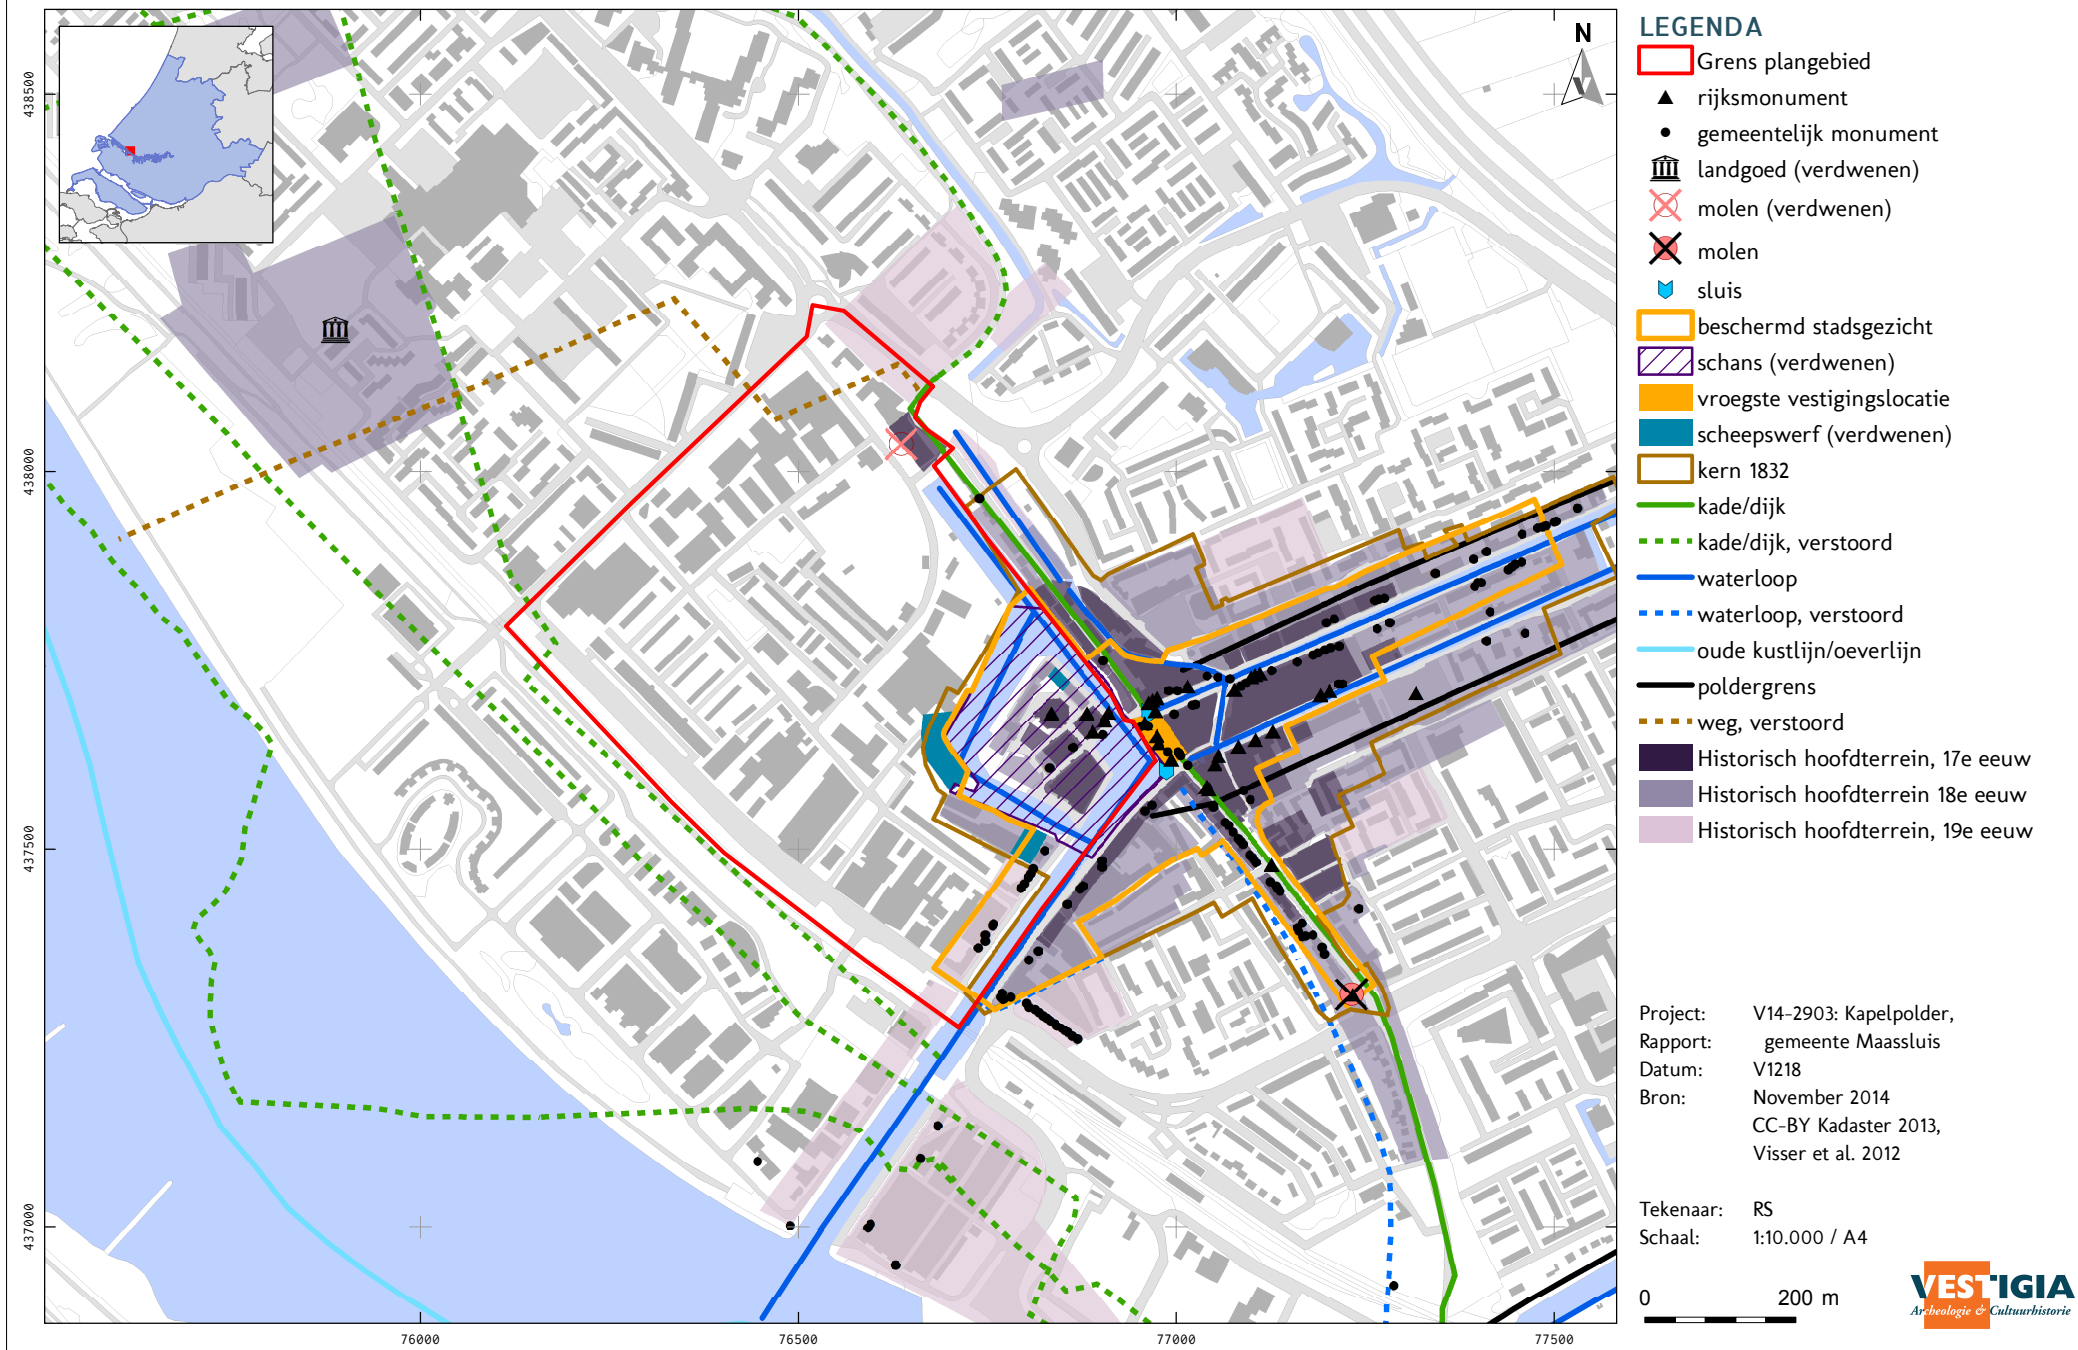 438500
438000
437500
437000
76000
76500
77000
77500
N
LEGENDA
Grens plangebied
rijksmonument
gemeentelijk monument
landgoed (verdwenen)
molen (verdwenen)
molen
sluis
beschermd stadsgezicht
schans (verdwenen)
vroegste vestigingslocatie
scheepswerf (verdwenen)
kern 1832
kade/dijk
kade/dijk, verstoord
waterloop
waterloop, verstoord
oude kustlijn/oeverlijn
poldergrens
weg, verstoord
Historisch hoofdterrein, 17e eeuw
Historisch hoofdterrein 18e eeuw
Historisch hoofdterrein, 19e eeuw
Project: V14-2903: Kapelpolder,
Rapport: gemeente Maassluis
Datum: V1218
Bron: November 2014
CC-BY Kadaster 2013,
Visser et al. 2012
Tekenaar: RS
Schaal: 1:10.000 / A4
0 200 m
VESTIGIA
Archeologie & Cultuurhistorie